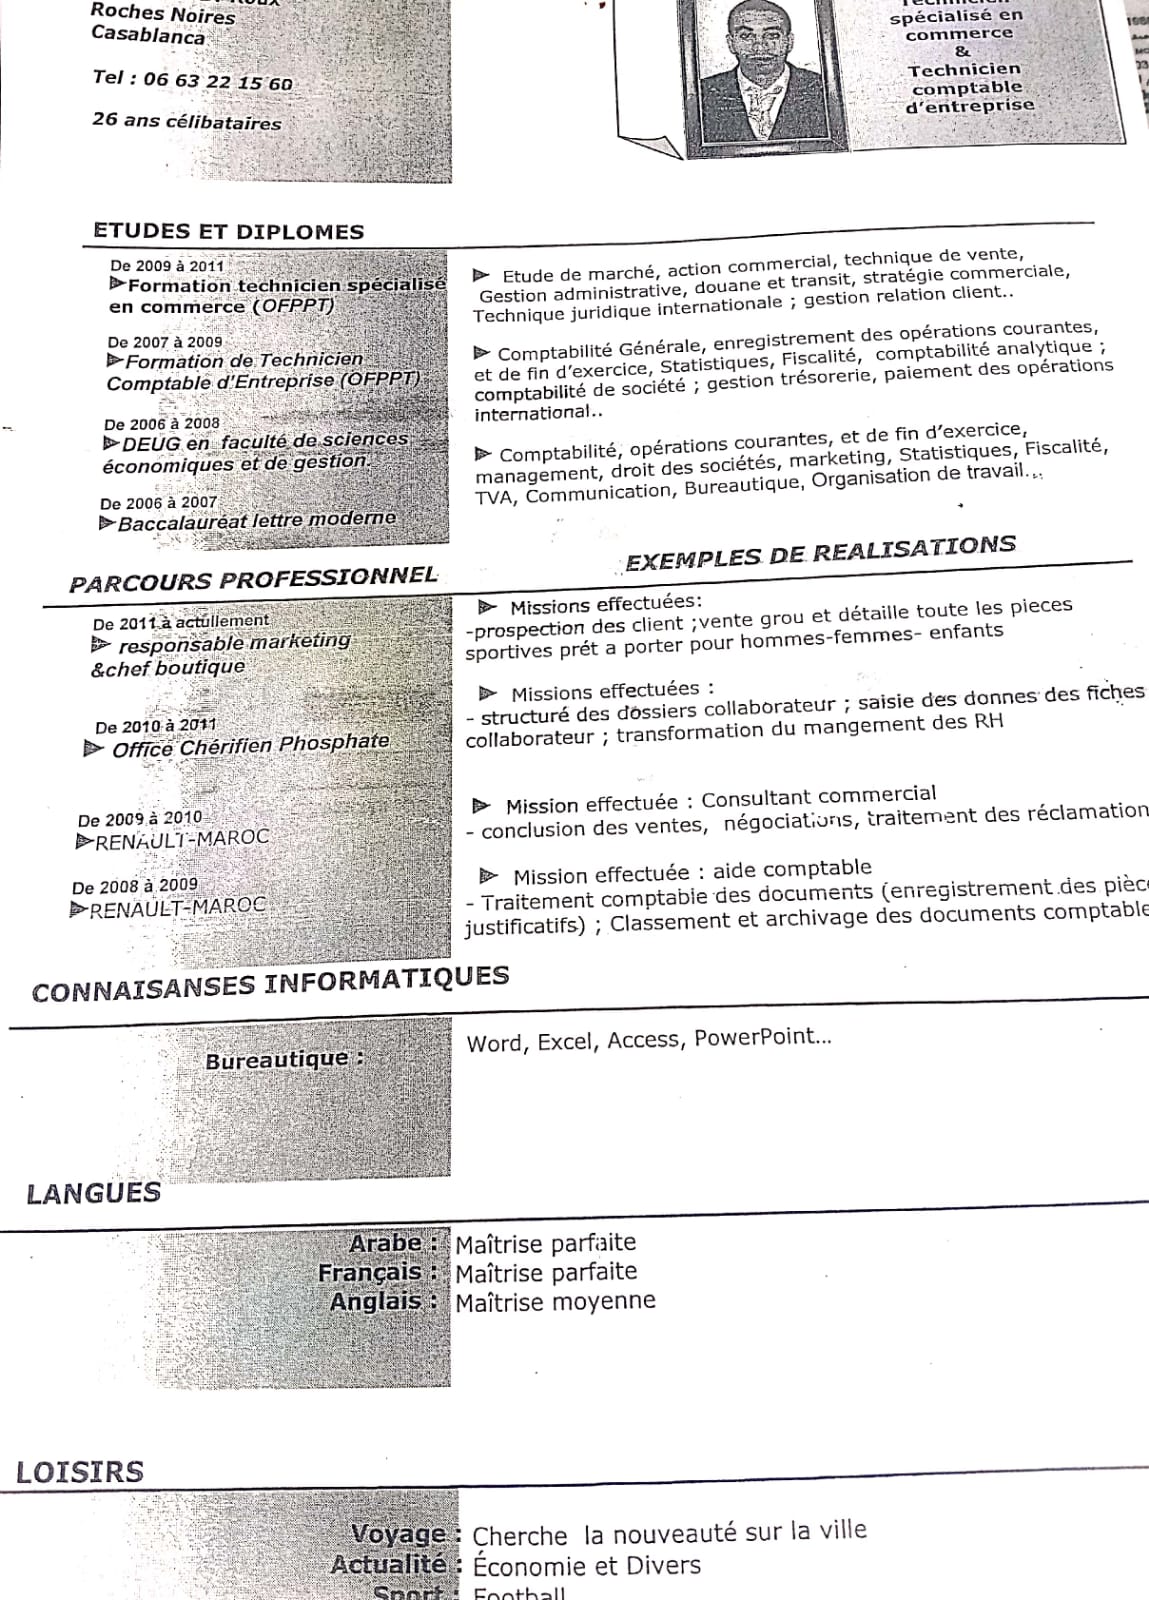 Roches Noires
Casablanca
Tel : 06 63 22 15 60
26 ans célibataires
spécialisé en
commerce
&
Technicien
comptable
d'entreprise
ETUDES ET DIPLOMES
De 2009 à 2011
Formation technicien spécialisé
en commerce (OFPPT)
Etude de marché, action commercial, technique de vente,
Gestion administrative, douane et transit, stratégie commerciale,
Technique juridique internationale ; gestion relation client..
De 2007 à 2009
Formation de Technicien
Comptable d'Entreprise (OFPPT)
Comptabilité Générale, enregistrement des opérations courantes,
et de fin d'exercice, Statistiques, Fiscalité, comptabilité analytique ;
comptabilité de société ; gestion trésorerie, paiement des opérations
international..
De 2006 à 2008
DEUG en faculté de sciences
économiques et de gestion.
Comptabilité, opérations courantes, et de fin d'exercice,
management, droit des sociétés, marketing, Statistiques, Fiscalité,
TVA, Communication, Bureautique, Organisation de travail...
De 2006 à 2007
Baccalauréat lettre moderne
PARCOURS PROFESSIONNEL
EXEMPLES DE REALISATIONS
De 2011 à actullement
responsable marketing
&chef boutique
Missions effectuées:
-prospection des client ;vente grou et détaille toute les pieces
sportives prét a porter pour hommes-femmes- enfants
De 2010 à 2011
Office Chérifien Phosphate
Missions effectuées :
- structuré des dossiers collaborateur ; saisie des donnes des fiches
collaborateur ; transformation du mangement des RH
De 2009 à 2010
RENAULT-MAROC
Mission effectuée : Consultant commercial
- conclusion des ventes, négociations, traitement des réclamation
De 2008 à 2009
RENAULT-MAROC
Mission effectuée : aide comptable
- Traitement comptable des documents (enregistrement des pièce
justificatifs) ; Classement et archivage des documents comptable
CONNAISANSES INFORMATIQUES
Bureautique :
Word, Excel, Access, PowerPoint...
LANGUES
Arabe : Maîtrise parfaite
Français : Maîtrise parfaite
Anglais : Maîtrise moyenne
LOISIRS
Voyage : Cherche la nouveauté sur la ville
Actualité : Économie et Divers
Sport : Football